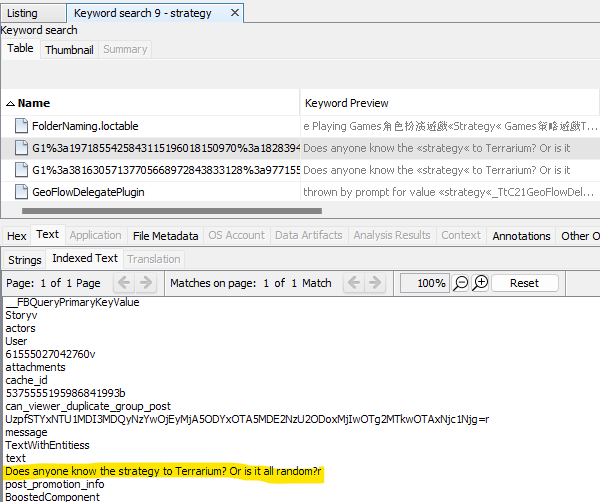 Listing
Keyword search 9 - strategy
Keyword search
Table Thumbnail Summary
Name Keyword Preview
FolderNaming.loctable e Playing Games角色扮演遊戲«Strategy« Games策略遊戲T...
G1%3a1971855425843115196018150970%3a1828394 Does anyone know the «strategy« to Terrarium? Or is it
G1%3a38163057137705668972843833128%3a977155 Does anyone know the «strategy« to Terrarium? Or is it
GeoFlowDelegatePlugin thrown by prompt for value «strategy«_TtC21GeoFlowDel...
Hex Text Application File Metadata OS Account Data Artifacts Analysis Results Context Annotations Other O
Strings Indexed Text Translation
Page: 1 of 1 Page Matches on page: 1 of 1 Match 100% Reset
__FBQueryPrimaryKeyValue
Storyv
actors
User
61555027042760v
attachments
cache_id
5375555195986841993b
can_viewer_duplicate_group_post
UzpfSTYxNTU1MDI3MDQyNzYwOjEyMjA5ODYxOTA5MDE2NzU2ODoxMjIwOTg2MTkwOTAxNjc1Njg=r
message
TextWithEntitiess
text
Does anyone know the strategy to Terrarium? Or is it all random?r
post_promotion_info
BoostedComponent